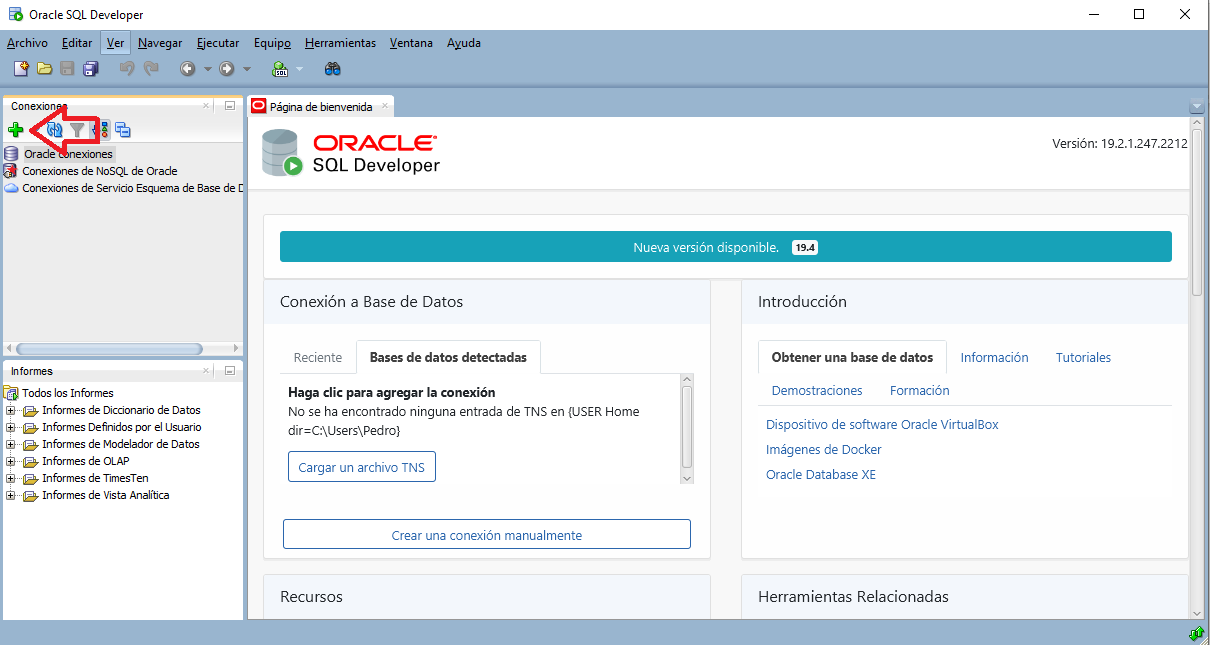 Oracle SQL Developer
Archivo Editar Ver Navegar Ejecutar Equipo Herramientas Ventana Ayuda
SQL
Conexiones
Oracle conexiones
Conexiones de NoSQL de Oracle
Conexiones de Servicio Esquema de Base de D
Informes
Todos los Informes
Informes de Diccionario de Datos
Informes Definidos por el Usuario
Informes de Modelador de Datos
Informes de OLAP
Informes de TimesTen
Informes de Vista Analítica
Página de bienvenida
ORACLE®
SQL Developer
Versión: 19.2.1.247.2212
Nueva versión disponible. 19.4
Conexión a Base de Datos
Reciente Bases de datos detectadas
Haga clic para agregar la conexión
No se ha encontrado ninguna entrada de TNS en {USER Home
dir=C:\Users\Pedro}
Cargar un archivo TNS
Crear una conexión manualmente
Introducción
Obtener una base de datos Información Tutoriales
Demostraciones Formación
Dispositivo de software Oracle VirtualBox
Imágenes de Docker
Oracle Database XE
Recursos
Herramientas Relacionadas